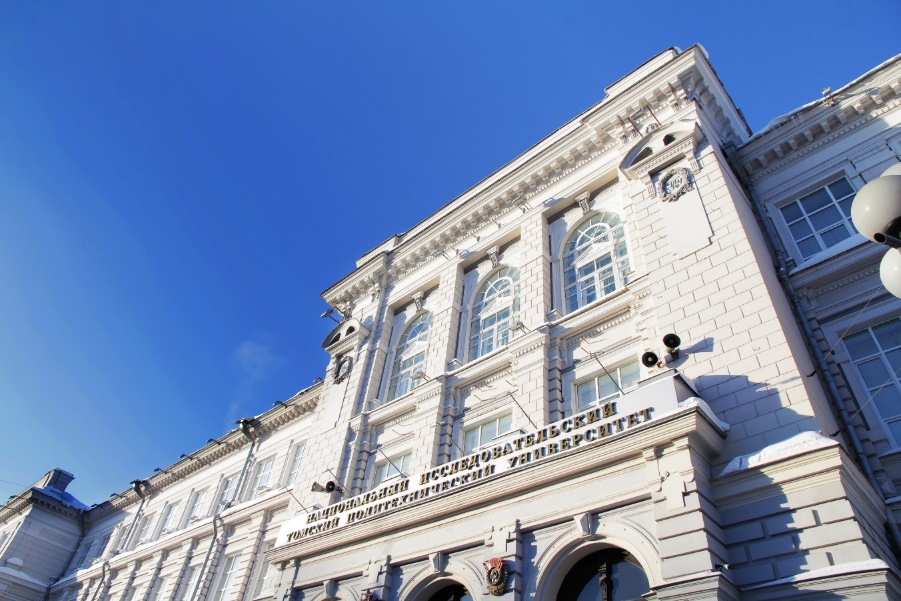 НАЦИОНАЛЬНЫЙ ИССЛЕДОВАТЕЛЬСКИЙ
ТОМСКИЙ ПОЛИТЕХНИЧЕСКИЙ УНИВЕРСИТЕТ